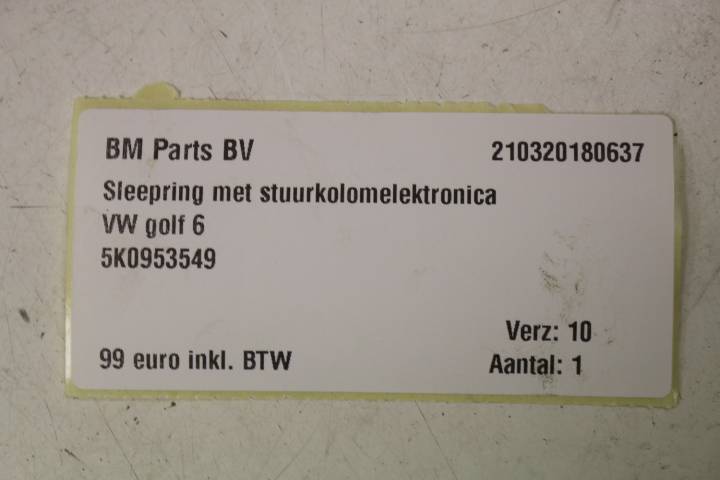 BM Parts BV 210320180637
Sleepring met stuurkolomelektronica
VW golf 6
5K0953549
Verz: 10
99 euro inkl. BTW Aantal: 1